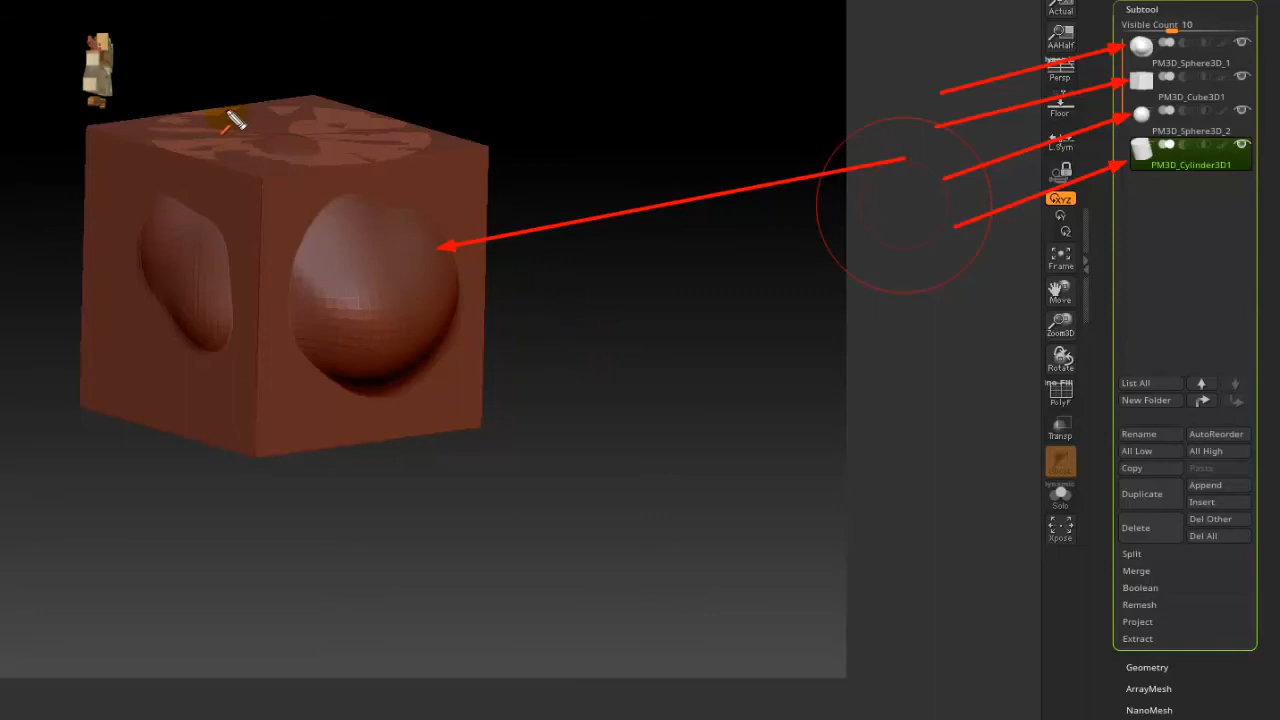 Actual
Subtool
Visible Count 10
AAHalf
PM3D_Sphere3D_1
Persp
PM3D_Cube3D1
Floor
PM3D_Sphere3D_2
L.Sym
PM3D_Cylinder3D1
XYZ
Y
Z
Frame
Move
Zoom3D
Rotate
PolyF
List All
New Folder
Transp
Rename AutoReorder
All Low All High
Copy Paste
Dynamic
Solo
Duplicate Append
Insert
Delete Del Other
Del All
Xpose
Split
Merge
Boolean
Remesh
Project
Extract
Geometry
ArrayMesh
NanoMesh